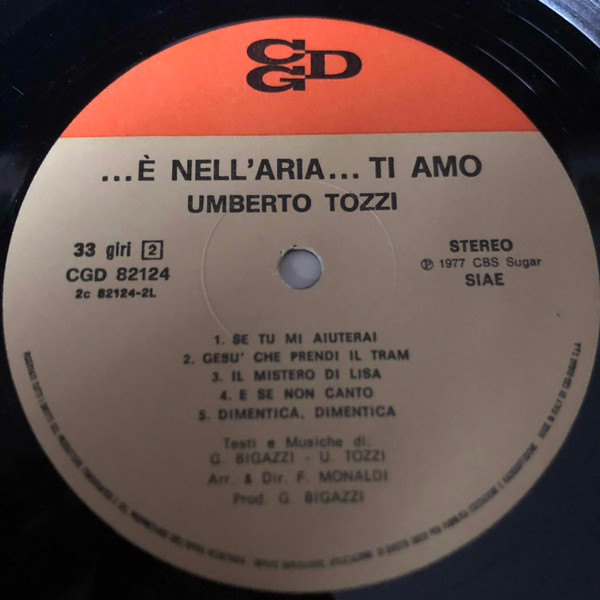 CGD
...È NELL'ARIA... TI AMO
UMBERTO TOZZI
33 giri 2
CGD 82124
2c 82124-2L
STEREO
Ⓟ 1977 CBS Sugar
SIAE
1. SE TU MI AIUTERAI
2. GESU' CHE PRENDI IL TRAM
3. IL MISTERO DI LISA
4. E SE NON CANTO
5. DIMENTICA, DIMENTICA
Testi e Musiche di:
G. BIGAZZI - U. TOZZI
Arr. & Dir. F. MONALDI
Prod. G. BIGAZZI